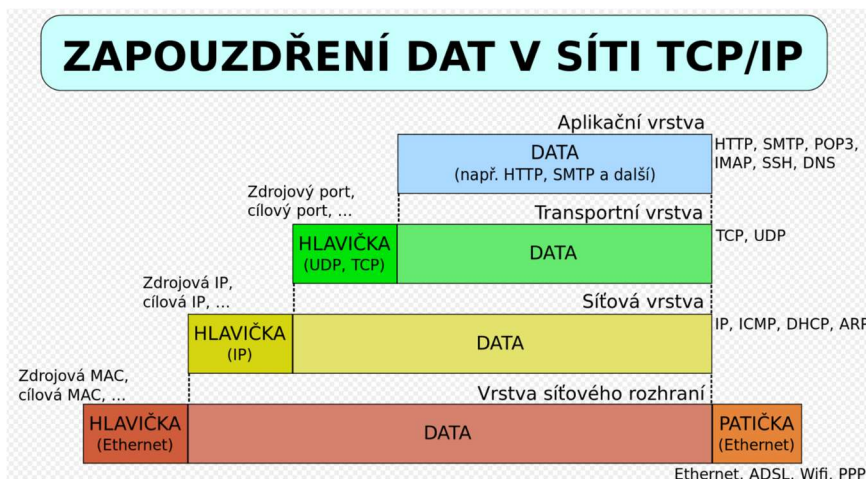 ZAPOUZDŘENÍ DAT V SÍTI TCP/IP
Aplikační vrstva
DATA
(např. HTTP, SMTP a další)
HTTP, SMTP, POP3,
IMAP, SSH, DNS
Zdrojový port,
cílový port, ...
Transportní vrstva
HLAVIČKA
(UDP, TCP)
DATA
TCP, UDP
Zdrojová IP,
cílová IP, ...
Síťová vrstva
HLAVIČKA
(IP)
DATA
IP, ICMP, DHCP, ARP
Zdrojová MAC,
cílová MAC, ...
Vrstva síťového rozhraní
HLAVIČKA
(Ethernet)
DATA
PATIČKA
(Ethernet)
Ethernet, ADSL, Wifi, PPP